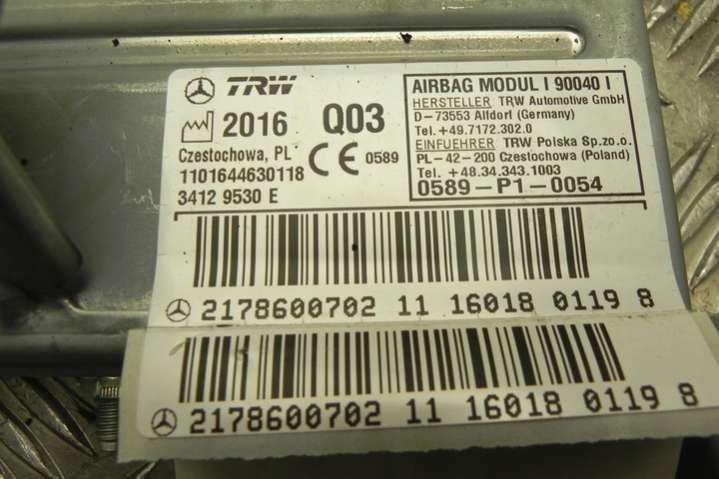 TRW
2016 Q03
Czestochowa, PL CE 0589
1101644630118
3412 9530 E
AIRBAG MODUL I 90040 I
HERSTELLER TRW Automotive GmbH
D-73553 Alfdorf (Germany)
Tel.+49.7172.302.0
EINFUEHRER TRW Polska Sp.zo.o.
PL-42-200 Czestochowa (Poland)
Tel. +48.34.343.1003
0589-P1-0054
2178600702 11 16018 0119 8
2178600702 11 16018 0119 8